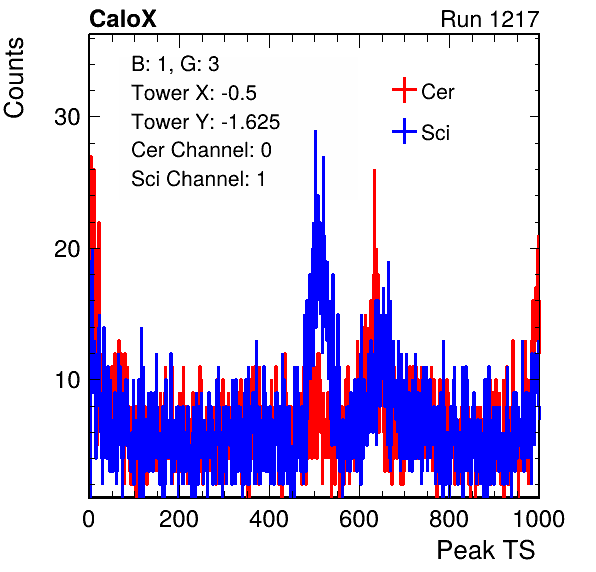 CaloX Run 1217
Counts
B: 1, G: 3
Tower X: -0.5
Tower Y: -1.625
Cer Channel: 0
Sci Channel: 1
Cer
Sci
30
20
10
0 200 400 600 800 1000
Peak TS